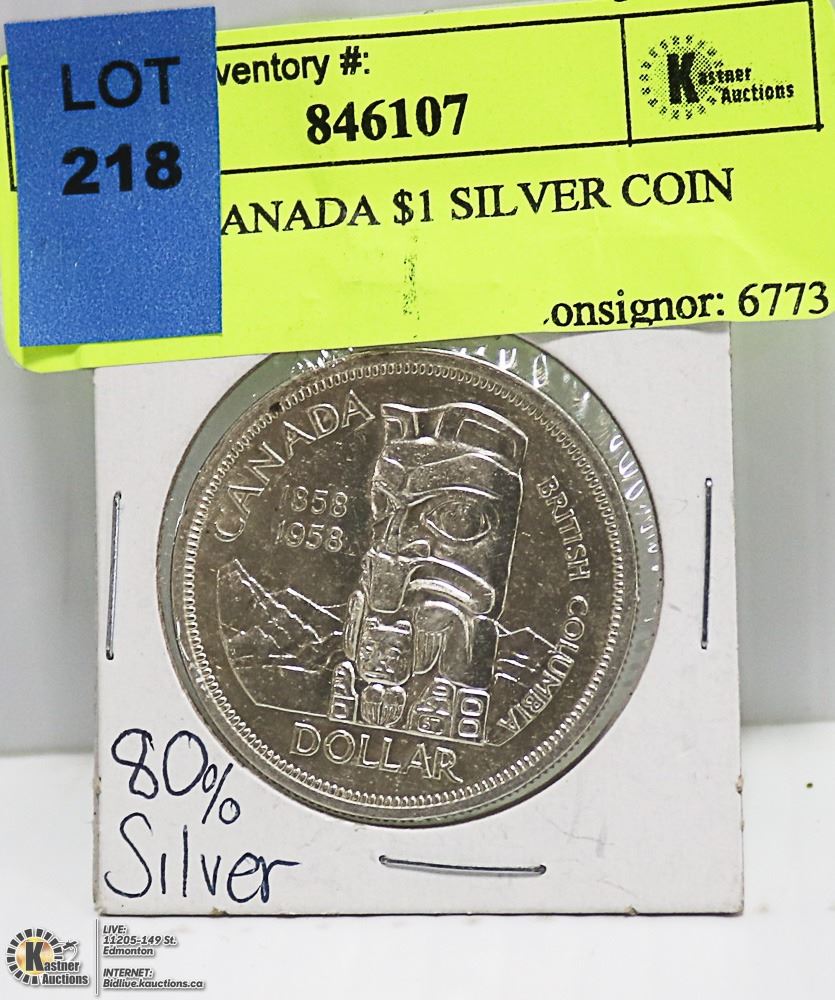 LOT
218
ventory #:
846107
Kastner
Auctions
ANADA $1 SILVER COIN
onsignor: 6773
CANADA
1858
1958
BRITISH COLUMBIA
DOLLAR
80%
Silver
Kastner
Auctions
LIVE:
11205-149 St.
Edmonton
INTERNET:
Bidlive.kauctions.ca